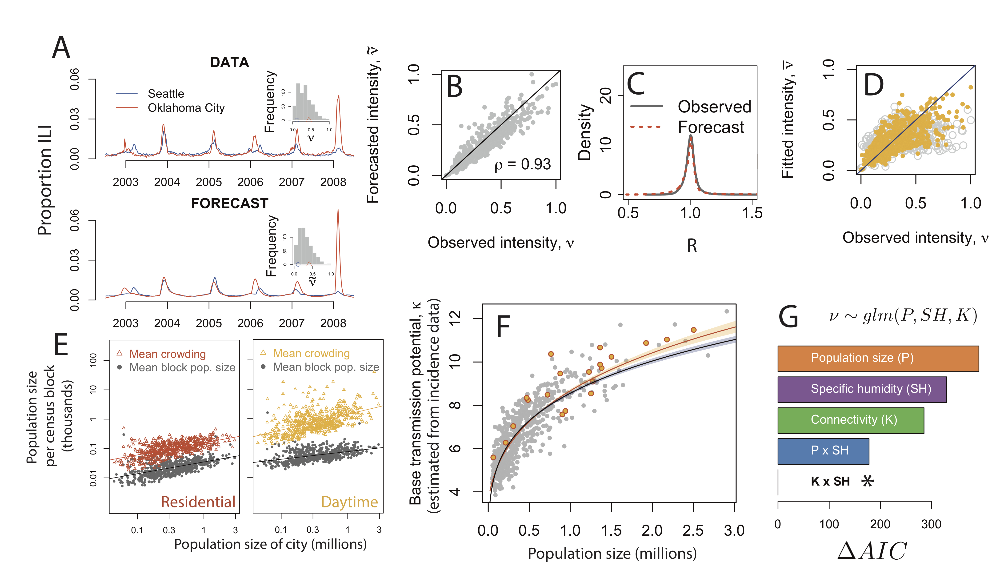 A
DATA
Proportion ILI
0.06
0.03
0.00
Seattle
Oklahoma City
Frequency
100
50
0
0.0 0.5 1.0
ν
2003 2004 2005 2006 2007 2008
FORECAST
0.06
0.03
0.00
Frequency
100
50
0
0.0 0.5 1.0
ν̃
2003 2004 2005 2006 2007 2008
B
Forecasted intensity, ν̃
1.0
0.5
0.0
ρ = 0.93
0.0 0.5 1.0
Observed intensity, ν
C
Density
20
10
0
Observed
Forecast
0.5 1.0 1.5
R
D
Fitted intensity, ν̅
1.0
0.5
0.0
0.0 0.5 1.0
Observed intensity, ν
E
Population size
per census block
(thousands)
100
10
1
0.1
0.01
Mean crowding
Mean block pop. size
Residential
0.1 0.3 1 3
Mean crowding
Mean block pop. size
Daytime
0.1 0.3 1 3
Population size of city (millions)
F
Base transmission potential, κ
(estimated from incidence data)
12
10
8
6
4
0.0 0.5 1.0 1.5 2.0 2.5 3.0
Population size (millions)
G
ν ∼ glm(P, SH, K)
Population size (P)
Specific humidity (SH)
Connectivity (K)
P x SH
K x SH *
0 100 200 300
ΔAIC